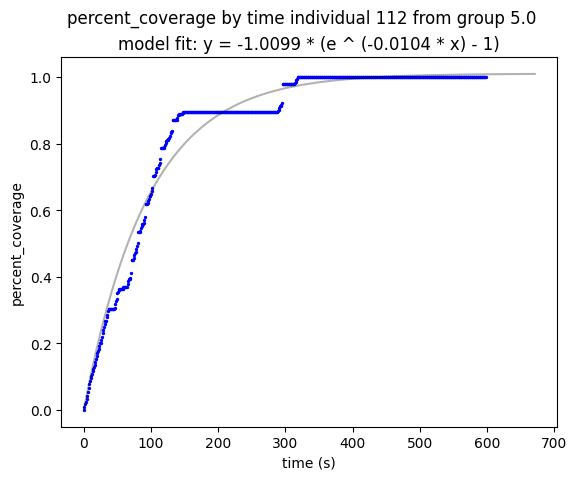 percent_coverage by time individual 112 from group 5.0
model fit: y = -1.0099 * (e ^ (-0.0104 * x) - 1)
1.0
0.8
0.6
0.4
0.2
0.0
percent_coverage
0 100 200 300 400 500 600 700
time (s)